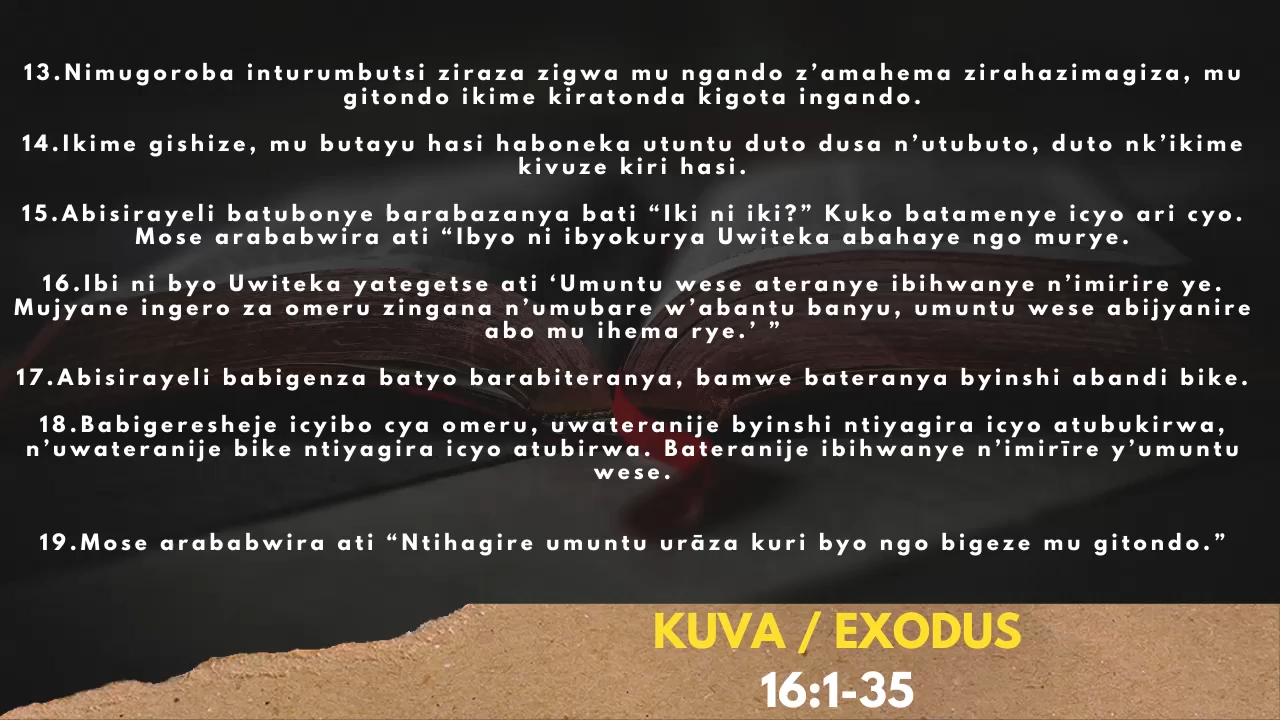 13.Nimugoroba inturumbutsi ziraza zigwa mu ngando z’amahema zirahazimagiza, mu
gitondo ikime kiratonda kigota ingando.
14.Ikime gishize, mu butayu hasi haboneka utuntu duto dusa n’utubuto, duto nk’ikime
kivuze kiri hasi.
15.Abisirayeli batubonye barabazanya bati “Iki ni iki?” Kuko batamenye icyo ari cyo.
Mose arababwira ati “Ibyo ni ibyokurya Uwiteka abahaye ngo murye.
16.Ibi ni byo Uwiteka yategetse ati ‘Umuntu wese ateranye ibihwanye n’imirire ye.
Mujyane ingero za omeru zingana n’umubare w’abantu banyu, umuntu wese abijyanire
abo mu ihema rye.’ ”
17.Abisirayeli babigenza batyo barabiteranya, bamwe bateranya byinshi abandi bike.
18.Babigeresheje icyibo cya omeru, uwateranije byinshi ntiyagira icyo atubukirwa,
n’uwateranije bike ntiyagira icyo atubirwa. Bateranije ibihwanye n’imirīre y’umuntu
wese.
19.Mose arababwira ati “Ntihagire umuntu urāza kuri byo ngo bigeze mu gitondo.”
KUVA / EXODUS
16:1-35